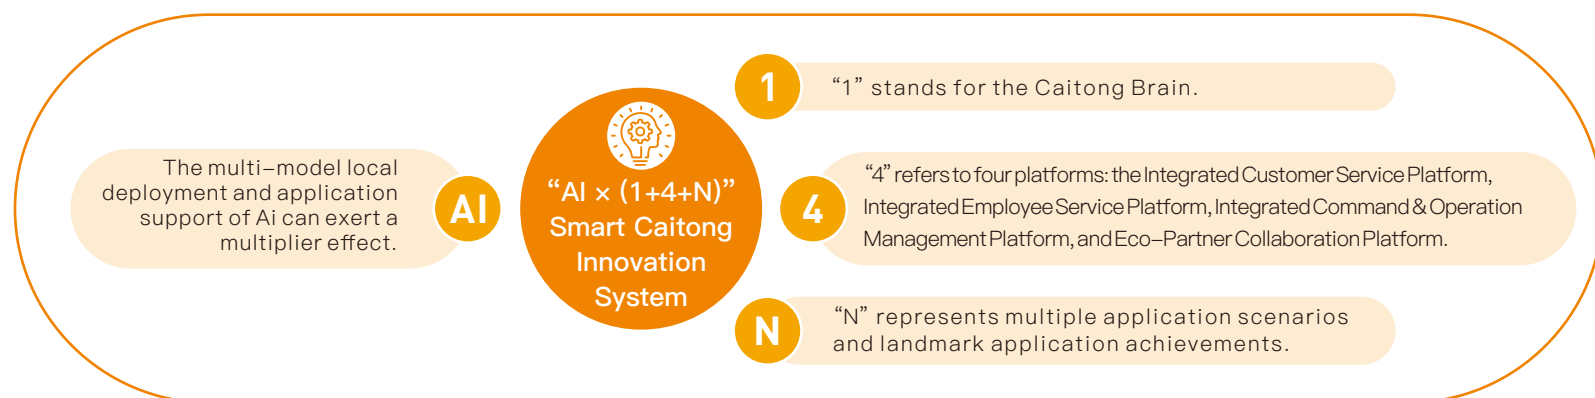 The multi–model local
deployment and application
support of Ai can exert a
multiplier effect.
AI
“AI × (1+4+N)”
Smart Caitong
Innovation
System
1
“1” stands for the Caitong Brain.
4
“4” refers to four platforms: the Integrated Customer Service Platform,
Integrated Employee Service Platform, Integrated Command & Operation
Management Platform, and Eco–Partner Collaboration Platform.
N
“N” represents multiple application scenarios
and landmark application achievements.